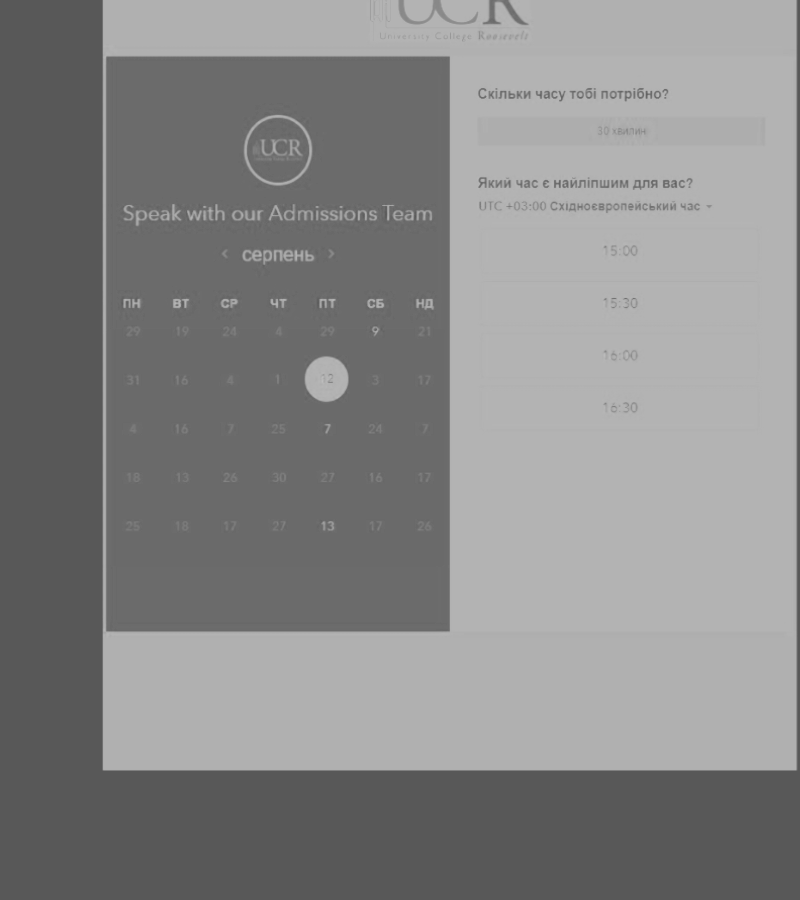 UCR
University College Roosevelt
UCR
Speak with our Admissions Team
серпень
ПН ВТ СР ЧТ ПТ СБ НД
29 19 24 4 29 9 21
31 16 4 1 12 3 17
4 16 7 25 7 24 7
18 13 26 30 27 16 17
25 18 17 27 13 17 26
Скільки часу тобі потрібно?
30 хвилин
Який час є найліпшим для вас?
UTC +03:00 Східноєвропейський час
15:00
15:30
16:00
16:30